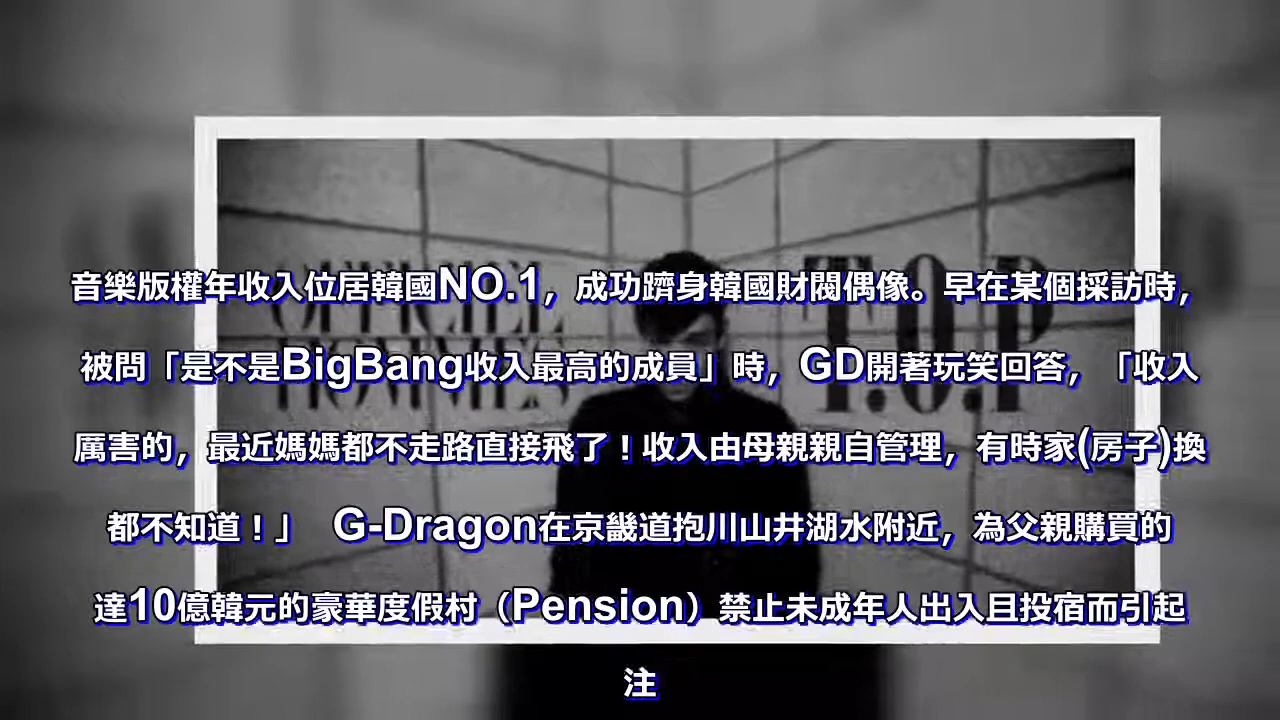 音樂版權年收入位居韓國NO.1，成功躋身韓國財閥偶像。早在某個採訪時，
被問「是不是BigBang收入最高的成員」時，GD開著玩笑回答，「收入
厲害的，最近媽媽都不走路直接飛了！收入由母親親自管理，有時家(房子)換
都不知道！」 G-Dragon在京畿道抱川山井湖水附近，為父親購買的
達10億韓元的豪華度假村（Pension）禁止未成年人出入且投宿而引起
注
OFFICIEL
HOMMES
T.O.P